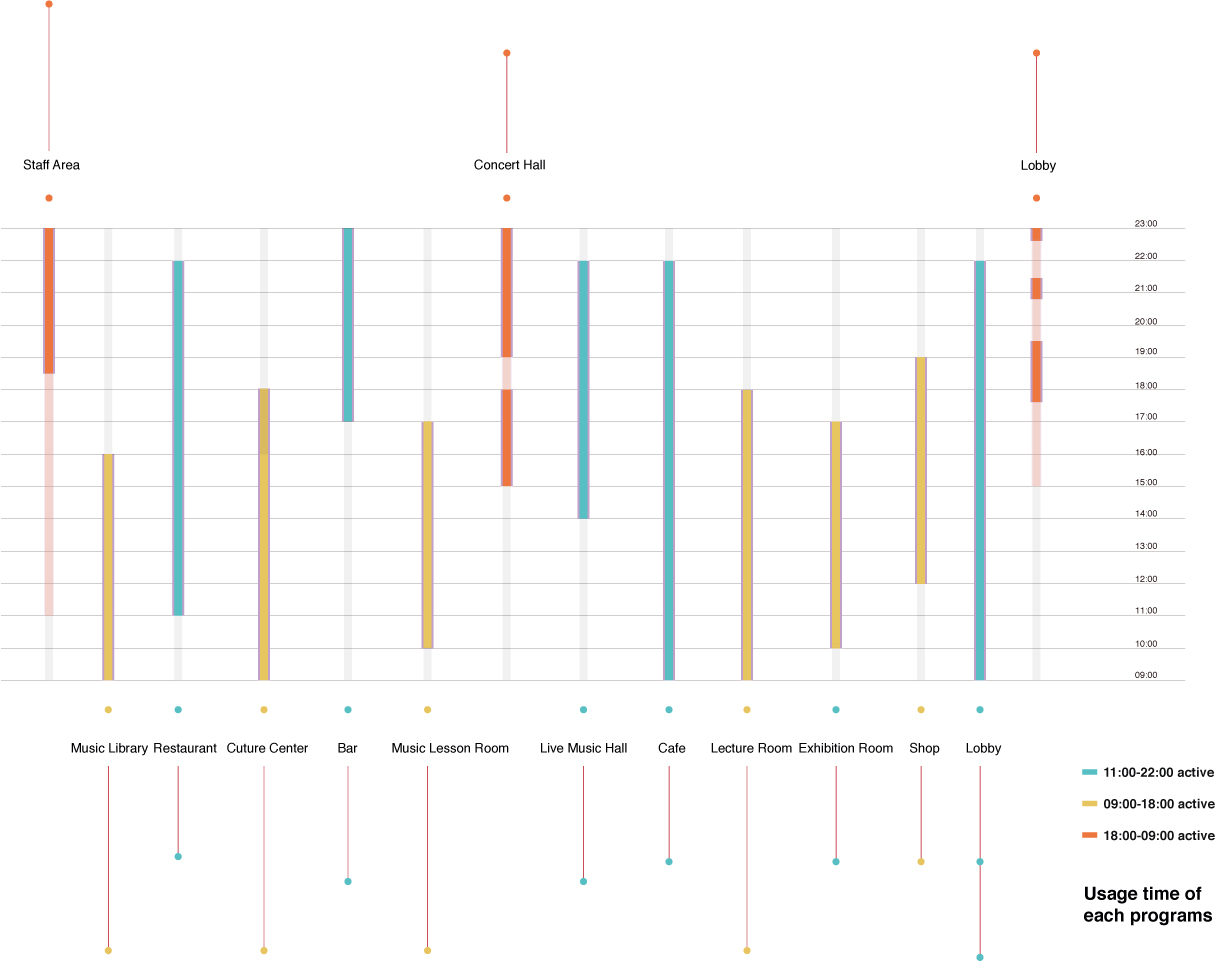 Staff Area
Concert Hall
Lobby
23:00
22:00
21:00
20:00
19:00
18:00
17:00
16:00
15:00
14:00
13:00
12:00
11:00
10:00
09:00
Music Library
Restaurant
Cuture Center
Bar
Music Lesson Room
Live Music Hall
Cafe
Lecture Room
Exhibition Room
Shop
Lobby
11:00-22:00 active
09:00-18:00 active
18:00-09:00 active
Usage time of
each programs